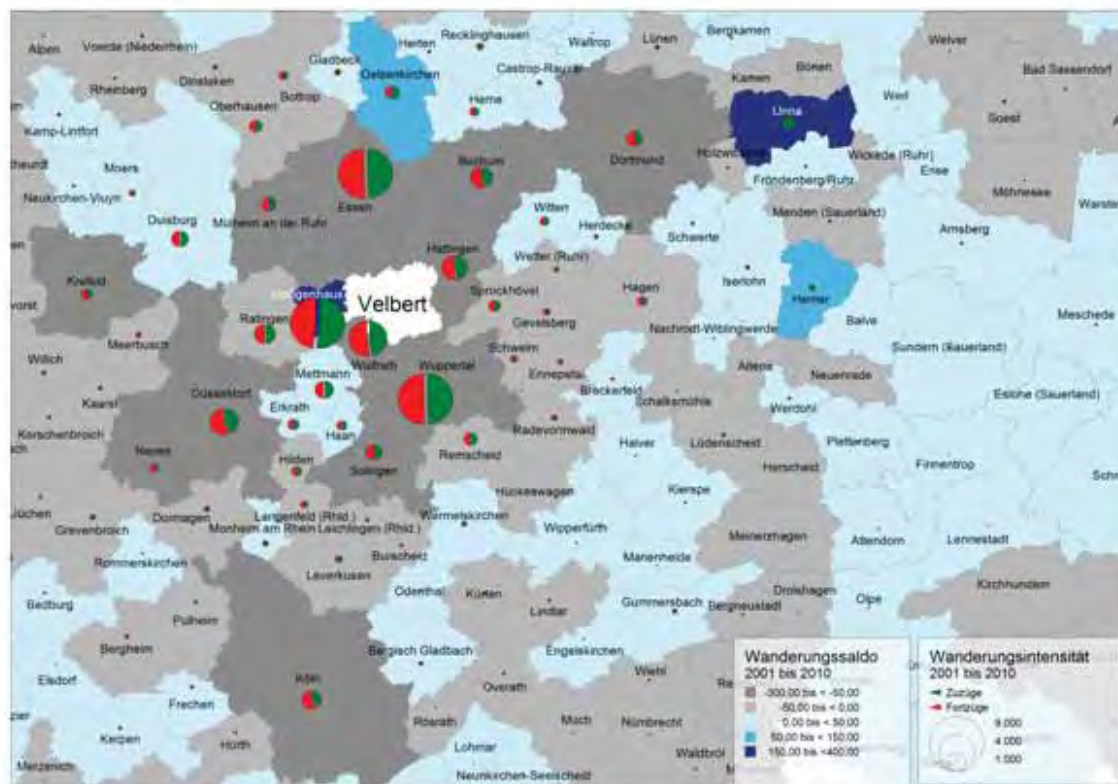 Alpen
Voerde (Niederrhein)
Rheinberg
Dinslaken
Bottrop
Oberhausen
Gladbeck
Herten
Recklinghausen
Gelsenkirchen
Castrop-Rauxel
Waltrop
Lünen
Bergkamen
Herne
Kamen
Bönen
Welver
Bad Sassendorf
Unna
Werl
Soest
Kamp-Lintfort
Moers
Neukirchen-Vluyn
Duisburg
Mülheim an der Ruhr
Essen
Bochum
Dortmund
Holzwickede
Wickede (Ruhr)
Fröndenberg/Ruhr
Ense
Möhnesee
Menden (Sauerland)
Arnsberg
Witten
Herdecke
Schwerte
Hattingen
Wetter (Ruhr)
Iserlohn
Hemer
Krefeld
Velbert
Sprockhövel
Hagen
Gevelsberg
Ratingen
Meerbusch
Nachrodt-Wiblingwerde
Balve
Meschede
Wülfrath
Wuppertal
Schwelm
Sundern (Sauerland)
Willich
Mettmann
Ennepetal
Altena
Neuenrade
Düsseldorf
Kaarst
Erkrath
Breckerfeld
Schalksmühle
Werdohl
Eslohe (Sauerland)
Korschenbroich
Haan
Radevormwald
Lüdenscheid
Plettenberg
Neuss
Hilden
Solingen
Remscheid
Halver
Herscheid
Finnentrop
Hückeswagen
Kierspe
Jüchen
Grevenbroich
Dormagen
Langenfeld (Rhld.)
Monheim am Rhein
Leichlingen (Rhld.)
Wermelskirchen
Wipperfürth
Meinerzhagen
Attendorn
Lennestadt
Rommerskirchen
Leverkusen
Burscheid
Marienheide
Kirchhundem
Bedburg
Odenthal
Kürten
Lindlar
Gummersbach
Bergneustadt
Drolshagen
Olpe
Pulheim
Bergheim
Bergisch Gladbach
Engelskirchen
Elsdorf
Köln
Overath
Wiehl
Frechen
Kerpen
Hürth
Rösrath
Much
Nümbrecht
Waldbröl
Merzenich
Lohmar
Neunkirchen-Seelscheid
Wanderungssaldo
2001 bis 2010
-300,00 bis < -50,00
-50,00 bis < 0,00
0,00 bis < 50,00
50,00 bis < 150,00
150,00 bis <400,00
Wanderungsintensität
2001 bis 2010
Zuzüge
Fortzüge
9.000
4.000
1.000